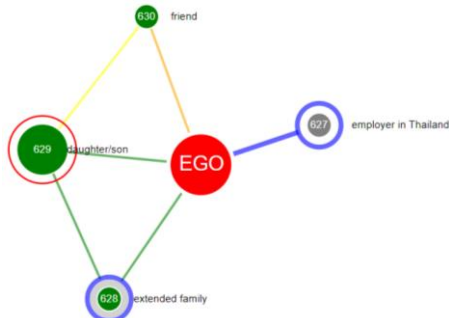 630 friend
627 employer in Thailand
629 daughter/son
EGO
628 extended family